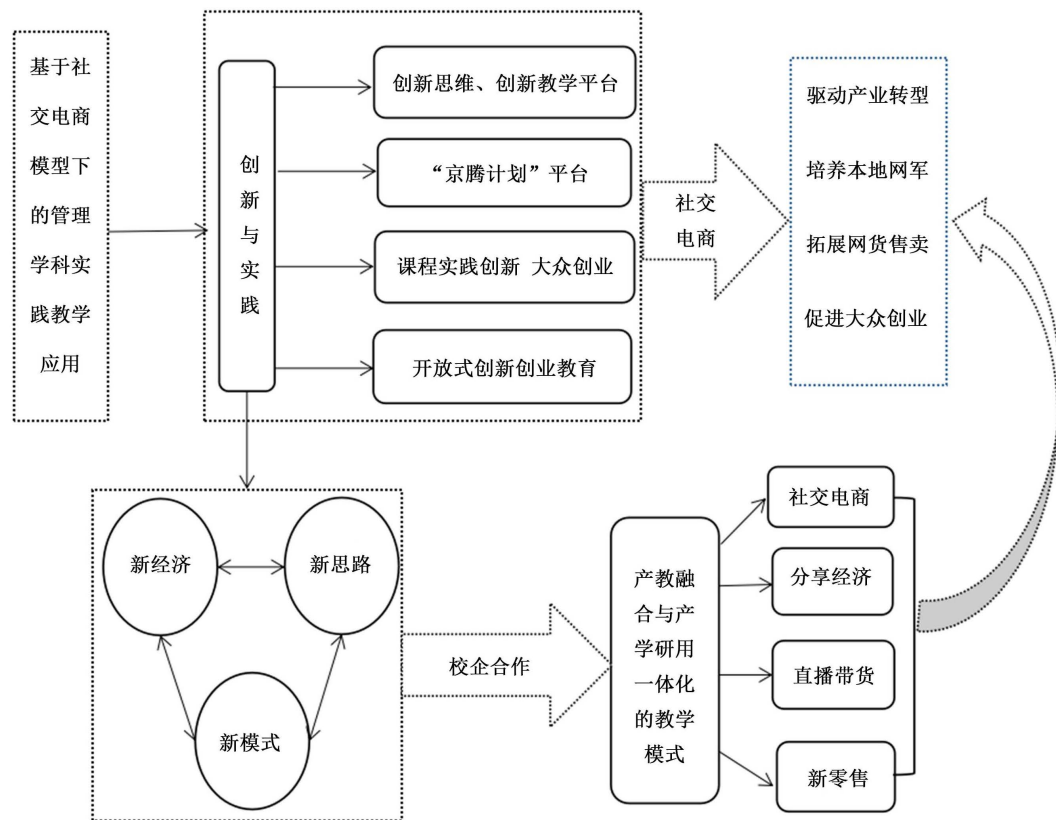 基于社
交电商
模型下
的管理
学科实
践教学
应用
创
新
与
实
践
创新思维、创新教学平台
“京腾计划”平台
课程实践创新 大众创业
开放式创新创业教育
社交
电商
驱动产业转型
培养本地网军
拓展网货售卖
促进大众创业
新经济
新思路
新模式
校企合作
产教融
合与产
学研用
一体化
的教学
模式
社交电商
分享经济
直播带货
新零售